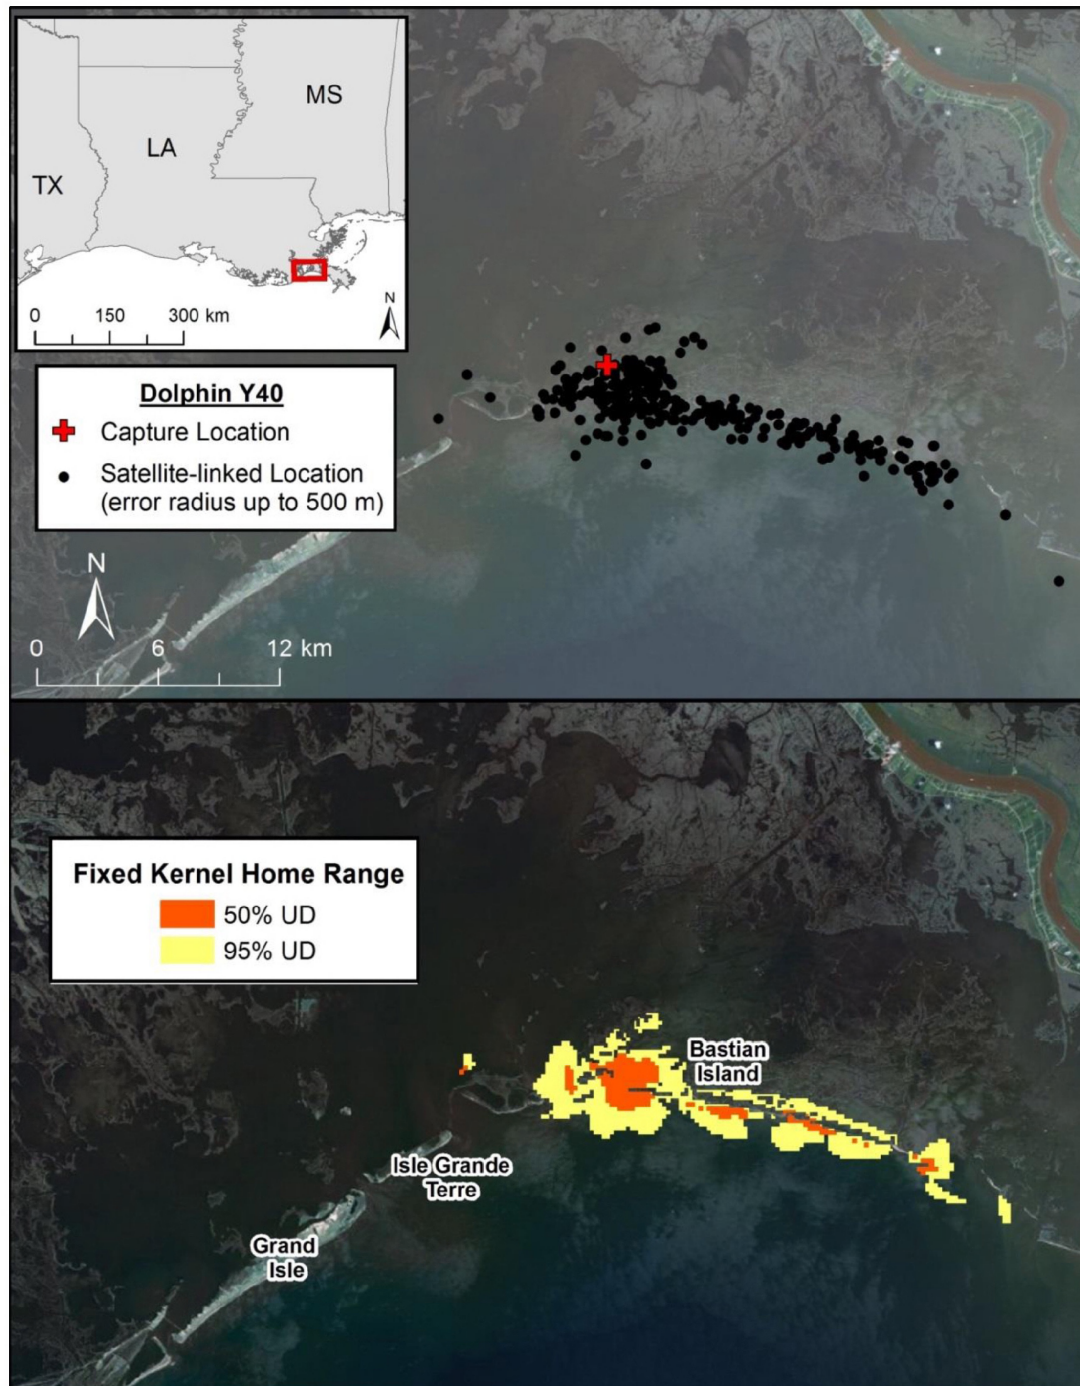 MS
LA
TX
N
0 150 300 km
Dolphin Y40
Capture Location
Satellite-linked Location
(error radius up to 500 m)
N
0 6 12 km
Fixed Kernel Home Range
50% UD
95% UD
Bastian
Island
Isle Grande
Terre
Grand
Isle